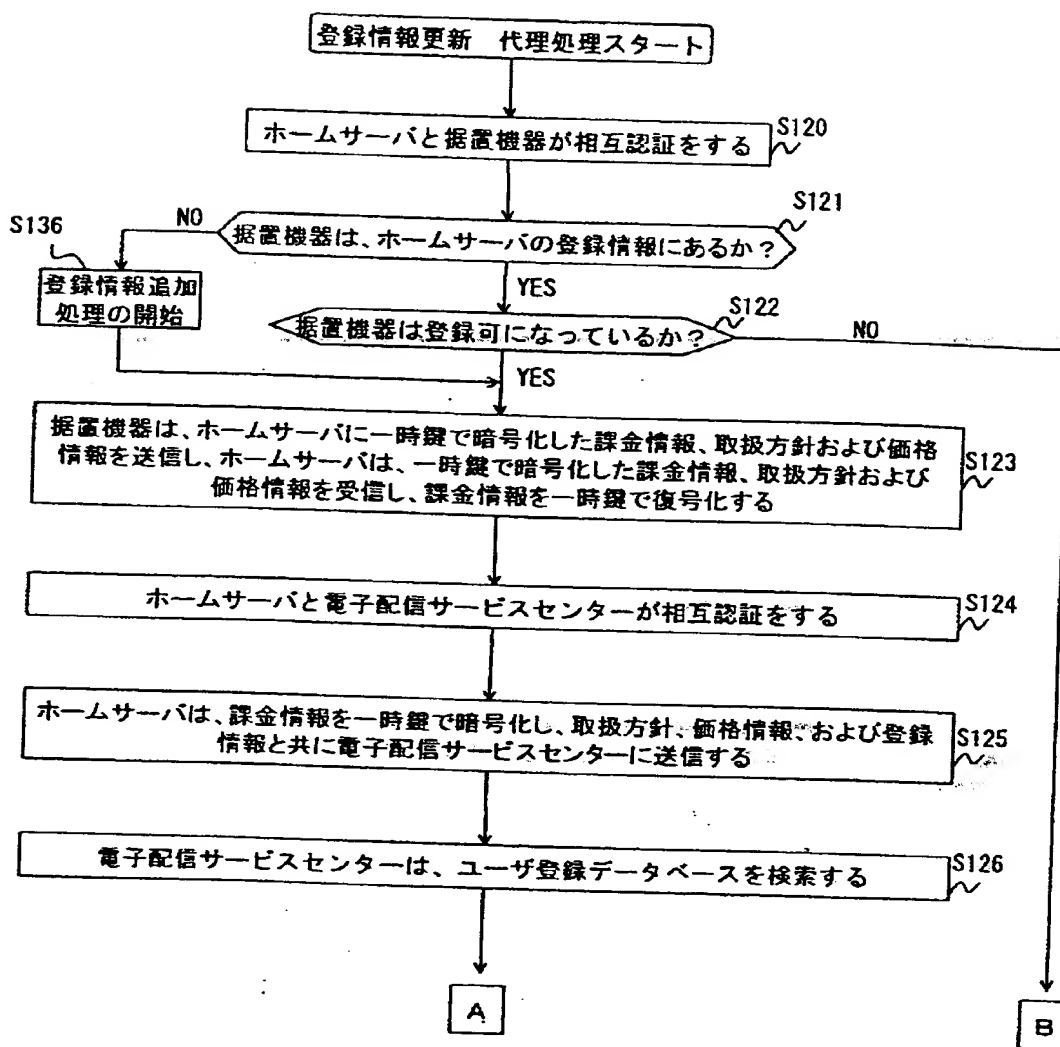 登録情報更新　代理処理スタート
ホームサーバと据置機器が相互認証をする
S120
S121
据置機器は、ホームサーバの登録情報にあるか？
NO
S136
登録情報追加
処理の開始
YES
S122
据置機器は登録可になっているか？
NO
YES
据置機器は、ホームサーバに一時鍵で暗号化した課金情報、取扱方針および価格
情報を送信し、ホームサーバは、一時鍵で暗号化した課金情報、取扱方針および
価格情報を受信し、課金情報を一時鍵で復号化する
S123
ホームサーバと電子配信サービスセンターが相互認証をする
S124
ホームサーバは、課金情報を一時鍵で暗号化し、取扱方針、価格情報、および登録
情報と共に電子配信サービスセンターに送信する
S125
電子配信サービスセンターは、ユーザ登録データベースを検索する
S126
A
B